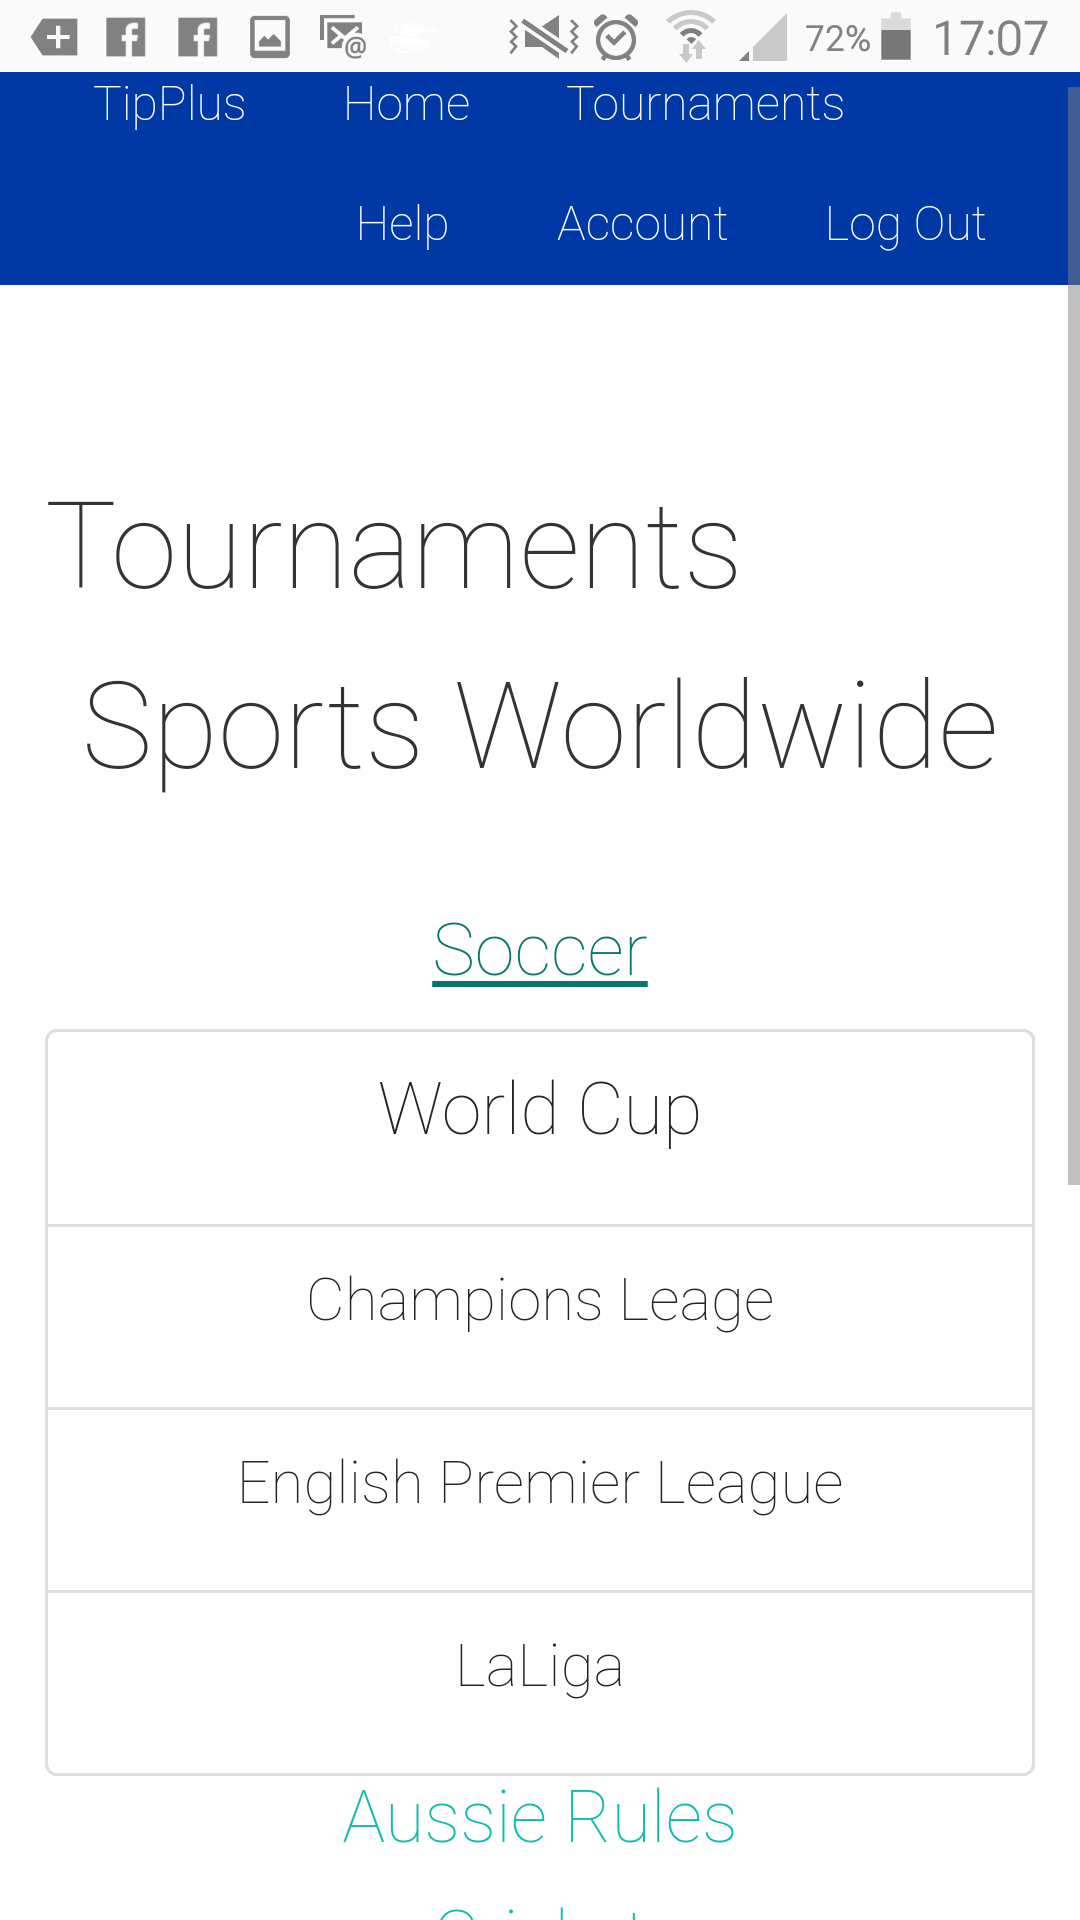 72% 17:07
TipPlus Home Tournaments
Help Account Log Out
Tournaments
Sports Worldwide
Soccer
World Cup
Champions Leage
English Premier League
LaLiga
Aussie Rules
Cricket